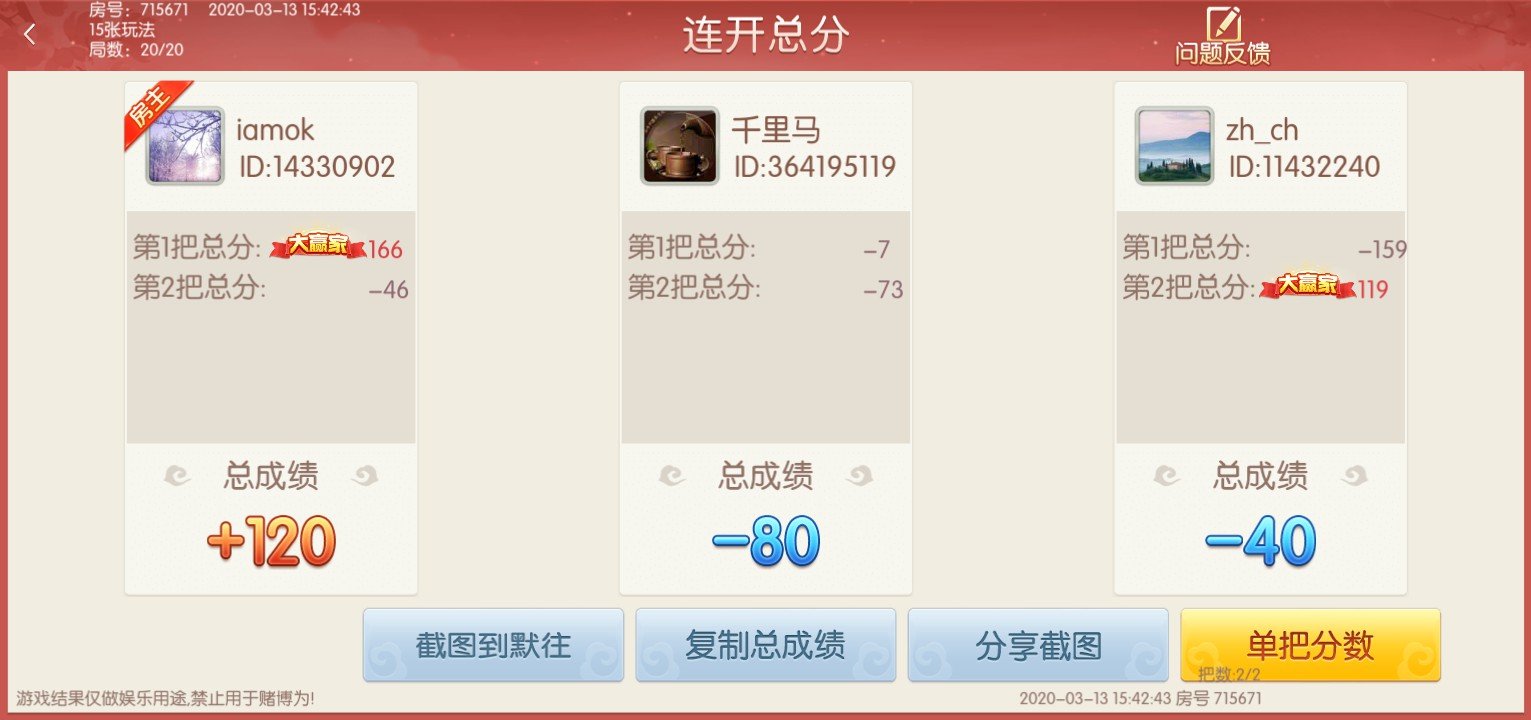 房号：715671 2020-03-13 15:42:43
15张玩法
局数：20/20
连开总分
问题反馈
房主
iamok
ID:14330902
第1把总分: 大赢家 166
第2把总分: -46
总成绩
+120
千里马
ID:364195119
第1把总分: -7
第2把总分: -73
总成绩
-80
zh_ch
ID:11432240
第1把总分: -159
第2把总分: 大赢家 119
总成绩
-40
截图到默往
复制总成绩
分享截图
单把分数
把数:2/2
游戏结果仅做娱乐用途,禁止用于赌博为!
2020-03-13 15:42:43 房号 715671